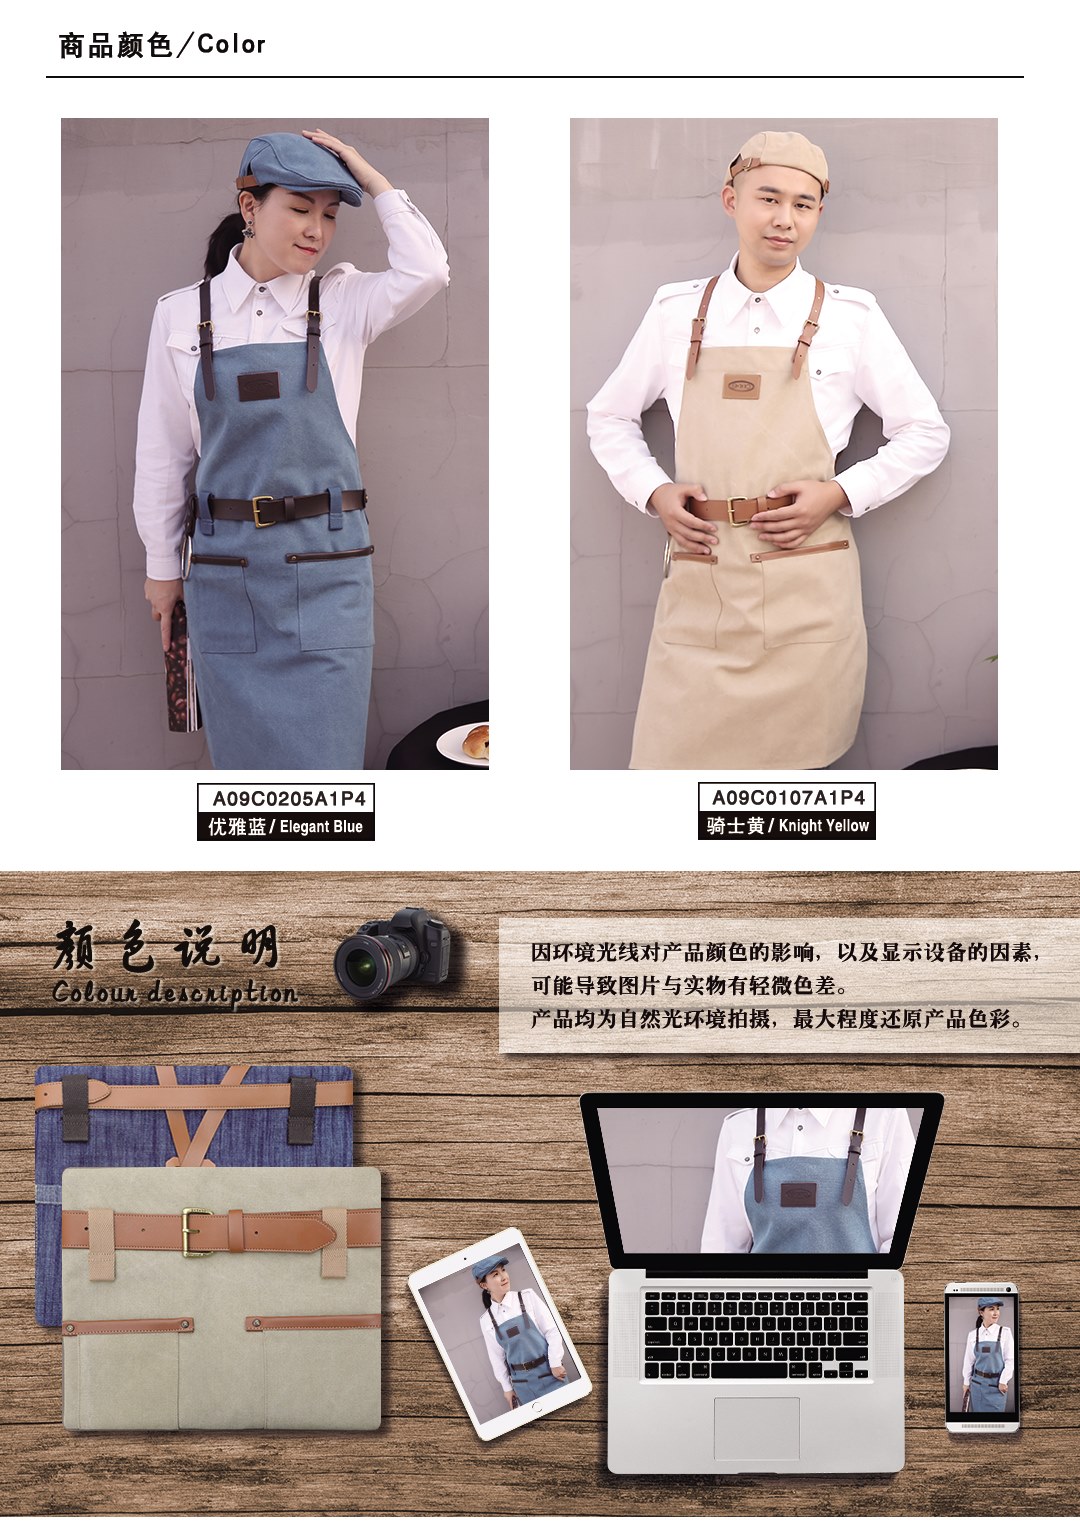 商品颜色/Color
A09C0205A1P4
优雅蓝/Elegant Blue
A09C0107A1P4
骑士黄/Knight Yellow
颜色说明
Colour description
因环境光线对产品颜色的影响，以及显示设备的因素，
可能导致图片与实物有轻微色差。
产品均为自然光环境拍摄，最大程度还原产品色彩。